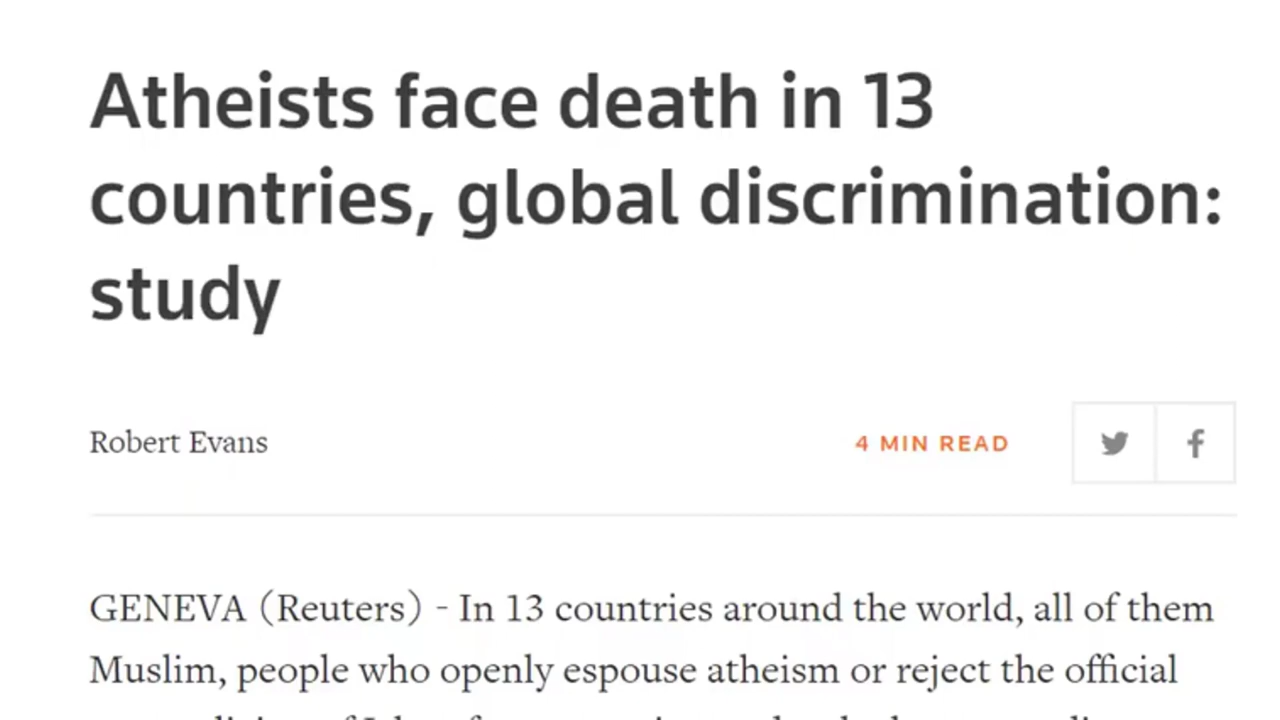 Atheists face death in 13
countries, global discrimination:
study
Robert Evans
4 MIN READ
GENEVA (Reuters) - In 13 countries around the world, all of them
Muslim, people who openly espouse atheism or reject the official